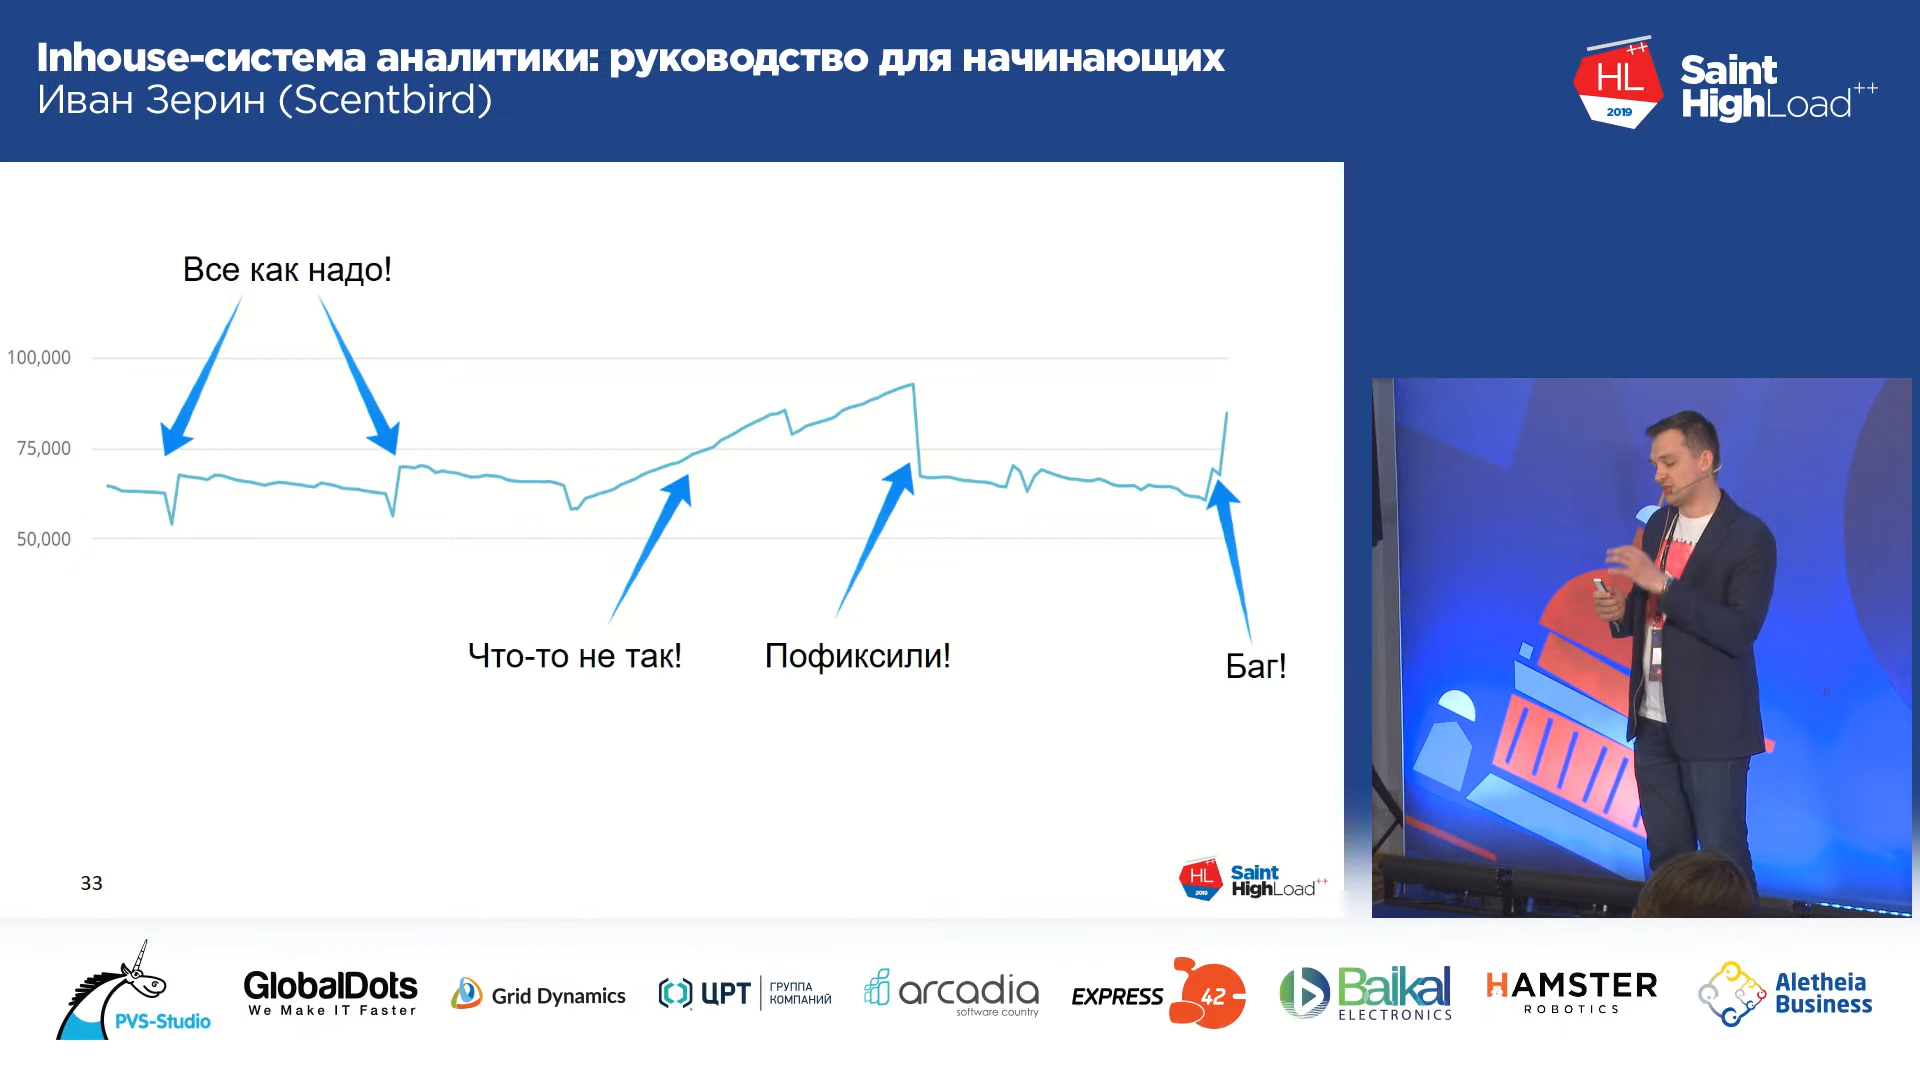 Inhouse-система аналитики: руководство для начинающих
Иван Зерин (Scentbird)
HL ++
2019
Saint
HighLoad++
Все как надо!
100,000
75,000
50,000
Что-то не так!
Пофиксили!
Баг!
33
HL ++
2019
Saint
HighLoad++
PVS-Studio
GlobalDots
We Make IT Faster
Grid Dynamics
ЦРТ
ГРУППА
КОМПАНИЙ
arcadia
software country
EXPRESS 42
Baikal
ELECTRONICS
HAMSTER
ROBOTICS
Aletheia
Business